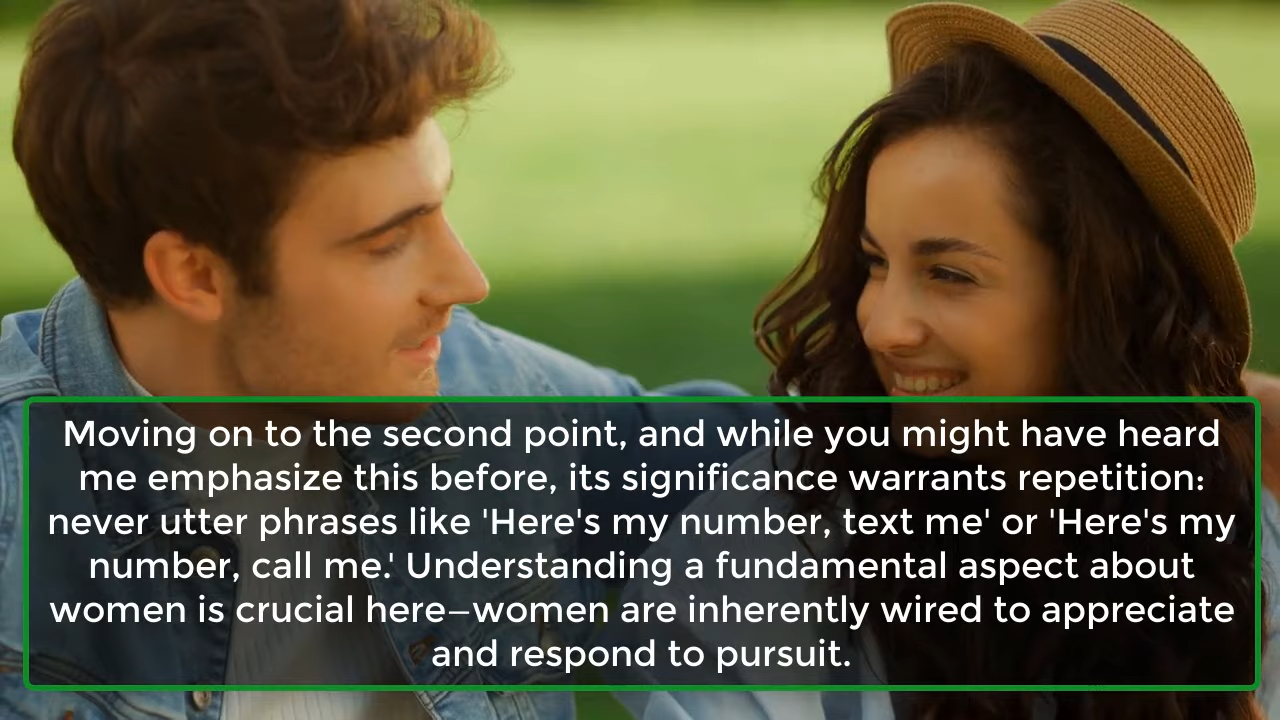 Moving on to the second point, and while you might have heard
me emphasize this before, its significance warrants repetition:
never utter phrases like 'Here's my number, text me' or 'Here's my
number, call me.' Understanding a fundamental aspect about
women is crucial here—women are inherently wired to appreciate
and respond to pursuit.